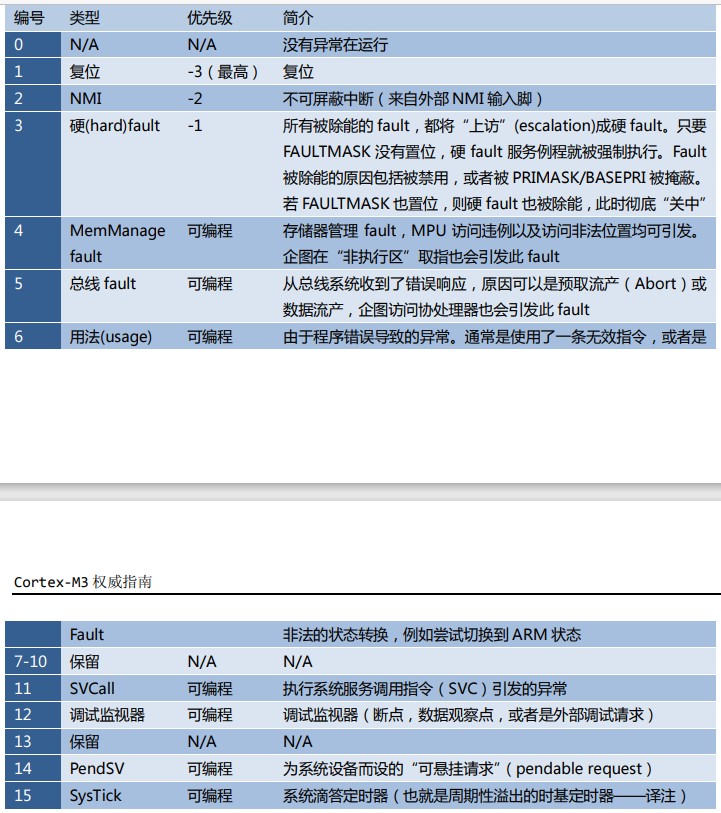 编号 类型 优先级 简介
0 N/A N/A 没有异常在运行
1 复位 -3（最高） 复位
2 NMI -2 不可屏蔽中断（来自外部 NMI 输入脚）
3 硬(hard)fault -1 所有被除能的 fault，都将“上访”(escalation)成硬 fault。只要
FAULTMASK 没有置位，硬 fault 服务例程就被强制执行。Fault
被除能的原因包括被禁用，或者被 PRIMASK/BASEPRI 被掩蔽。
若 FAULTMASK 也置位，则硬 fault 也被除能，此时彻底“关中”
4 MemManage 可编程 存储器管理 fault，MPU 访问违例以及访问非法位置均可引发。
fault 企图在“非执行区”取指也会引发此 fault
5 总线 fault 可编程 从总线系统收到了错误响应，原因可以是预取流产（Abort）或
数据流产，企图访问协处理器也会引发此 fault
6 用法(usage) 可编程 由于程序错误导致的异常。通常是使用了一条无效指令，或者是
Cortex-M3 权威指南
Fault 非法的状态转换，例如尝试切换到 ARM 状态
7-10 保留 N/A N/A
11 SVCall 可编程 执行系统服务调用指令（SVC）引发的异常
12 调试监视器 可编程 调试监视器（断点，数据观察点，或者是外部调试请求）
13 保留 N/A N/A
14 PendSV 可编程 为系统设备而设的“可悬挂请求”（pendable request）
15 SysTick 可编程 系统滴答定时器（也就是周期性溢出的时基定时器——译注）